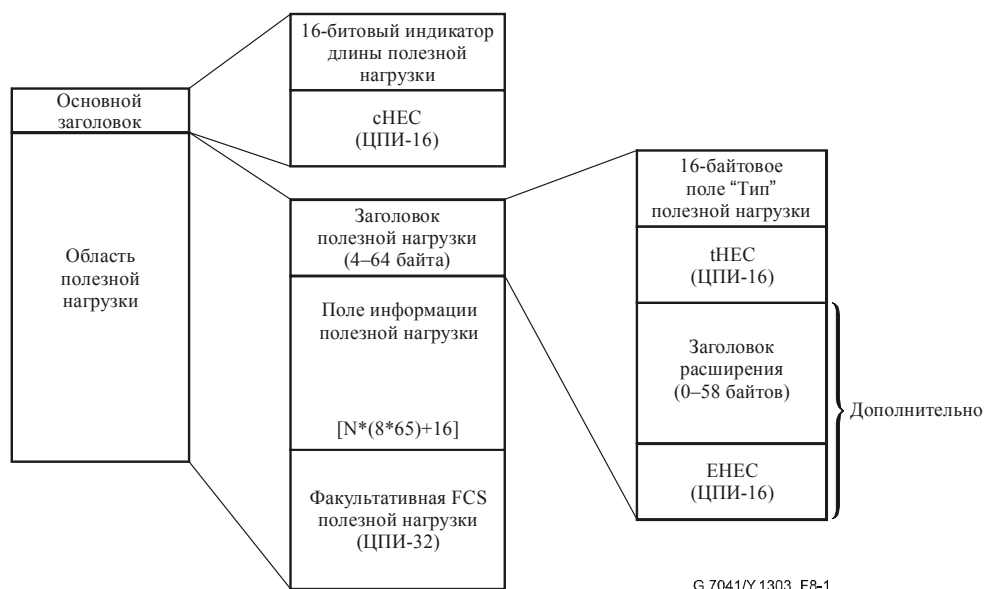 16-битовый индикатор
длины полезной
нагрузки
cHEC
(ЦПИ-16)
Основной
заголовок
Область
полезной
нагрузки
Заголовок
полезной нагрузки
(4–64 байта)
Поле информации
полезной нагрузки
[N*(8*65)+16]
Факультативная FCS
полезной нагрузки
(ЦПИ-32)
16-байтовое
поле “Тип”
полезной нагрузки
tHEC
(ЦПИ-16)
Заголовок
расширения
(0–58 байтов)
EHEC
(ЦПИ-16)
Дополнительно
G.7041/Y.1303_F8-1